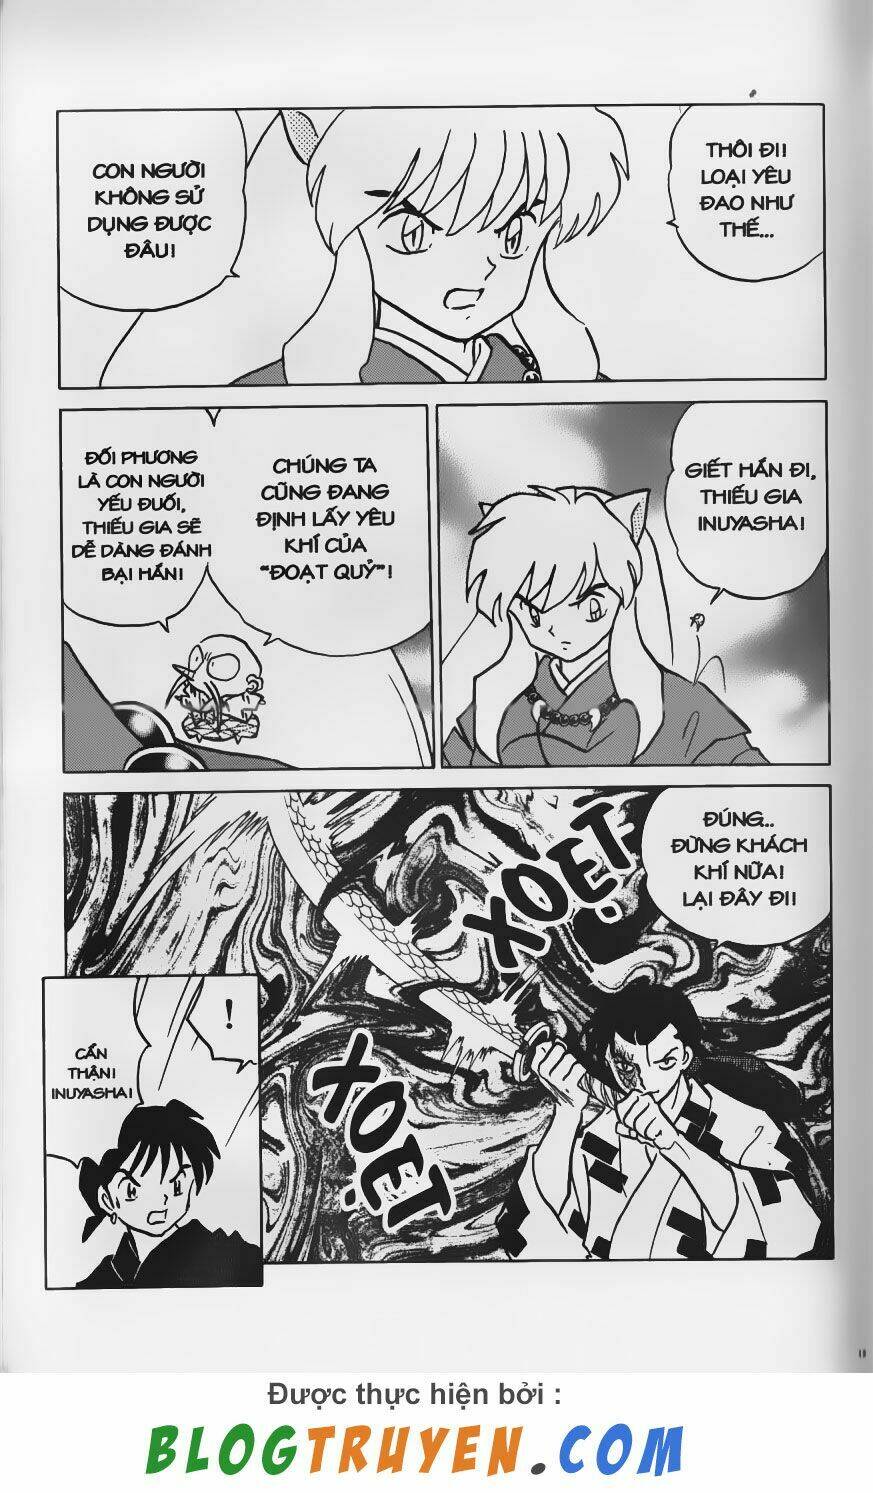 THÔI ĐI!
LOẠI YÊU
ĐAO NHƯ
THẾ...
CON NGƯỜI
KHÔNG SỬ
DỤNG ĐƯỢC
ĐÂU!
GIẾT HẮN ĐI,
THIẾU GIA
INUYASHA!
CHÚNG TA
CŨNG ĐANG
ĐỊNH LẤY YÊU
KHÍ CỦA
"ĐOẠT QUỶ"!
ĐỐI PHƯƠNG
LÀ CON NGƯỜI
YẾU ĐUỐI,
THIẾU GIA SẼ
DỄ DÀNG ĐÁNH
BẠI HẮN!
ĐÚNG...
ĐỪNG KHÁCH
KHÍ NỮA!
LẠI ĐÂY ĐI!
XOẸT
XOẸT
!
CẨN
THẬN!
INUYASHA!
Được thực hiện bởi :
BLOGTRUYEN.COM